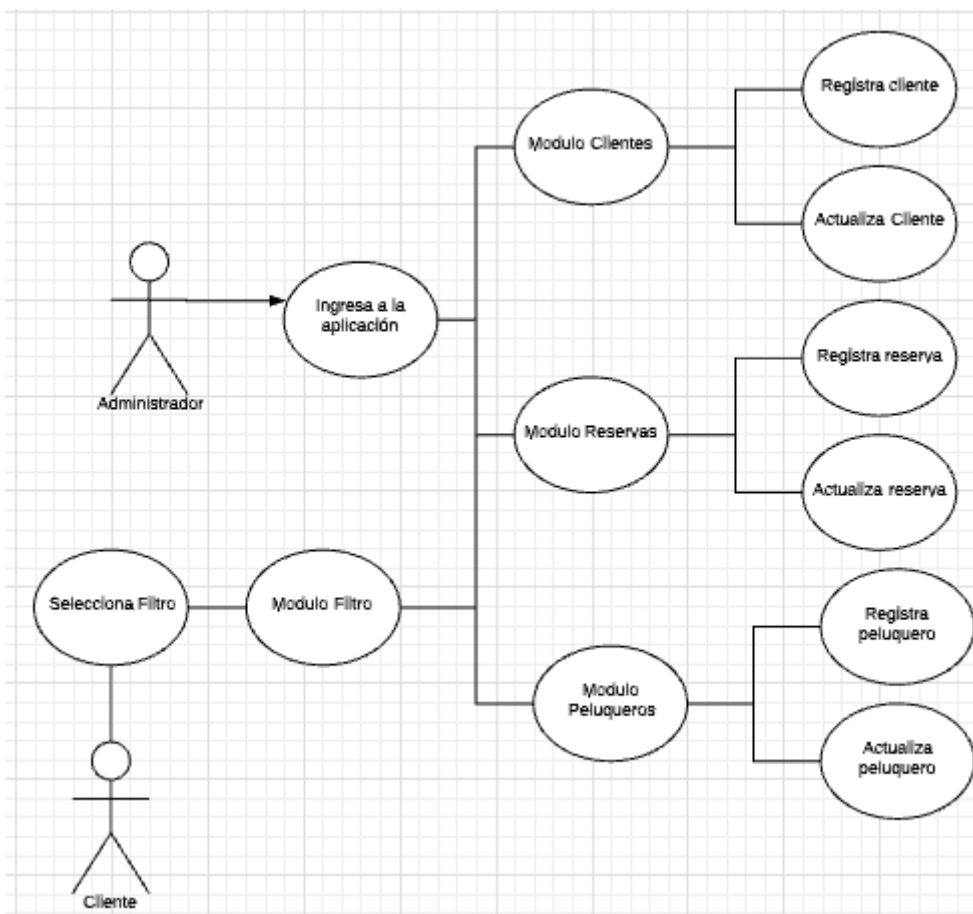 Registra cliente
Modulo Clientes
Actualiza Cliente
Ingresa a la
aplicación
Administrador
Registra reserva
Modulo Reservas
Actualiza reserva
Selecciona Filtro
Modulo Filtro
Registra
peluquero
Modulo
Peluqueros
Actualiza
peluquero
Cliente